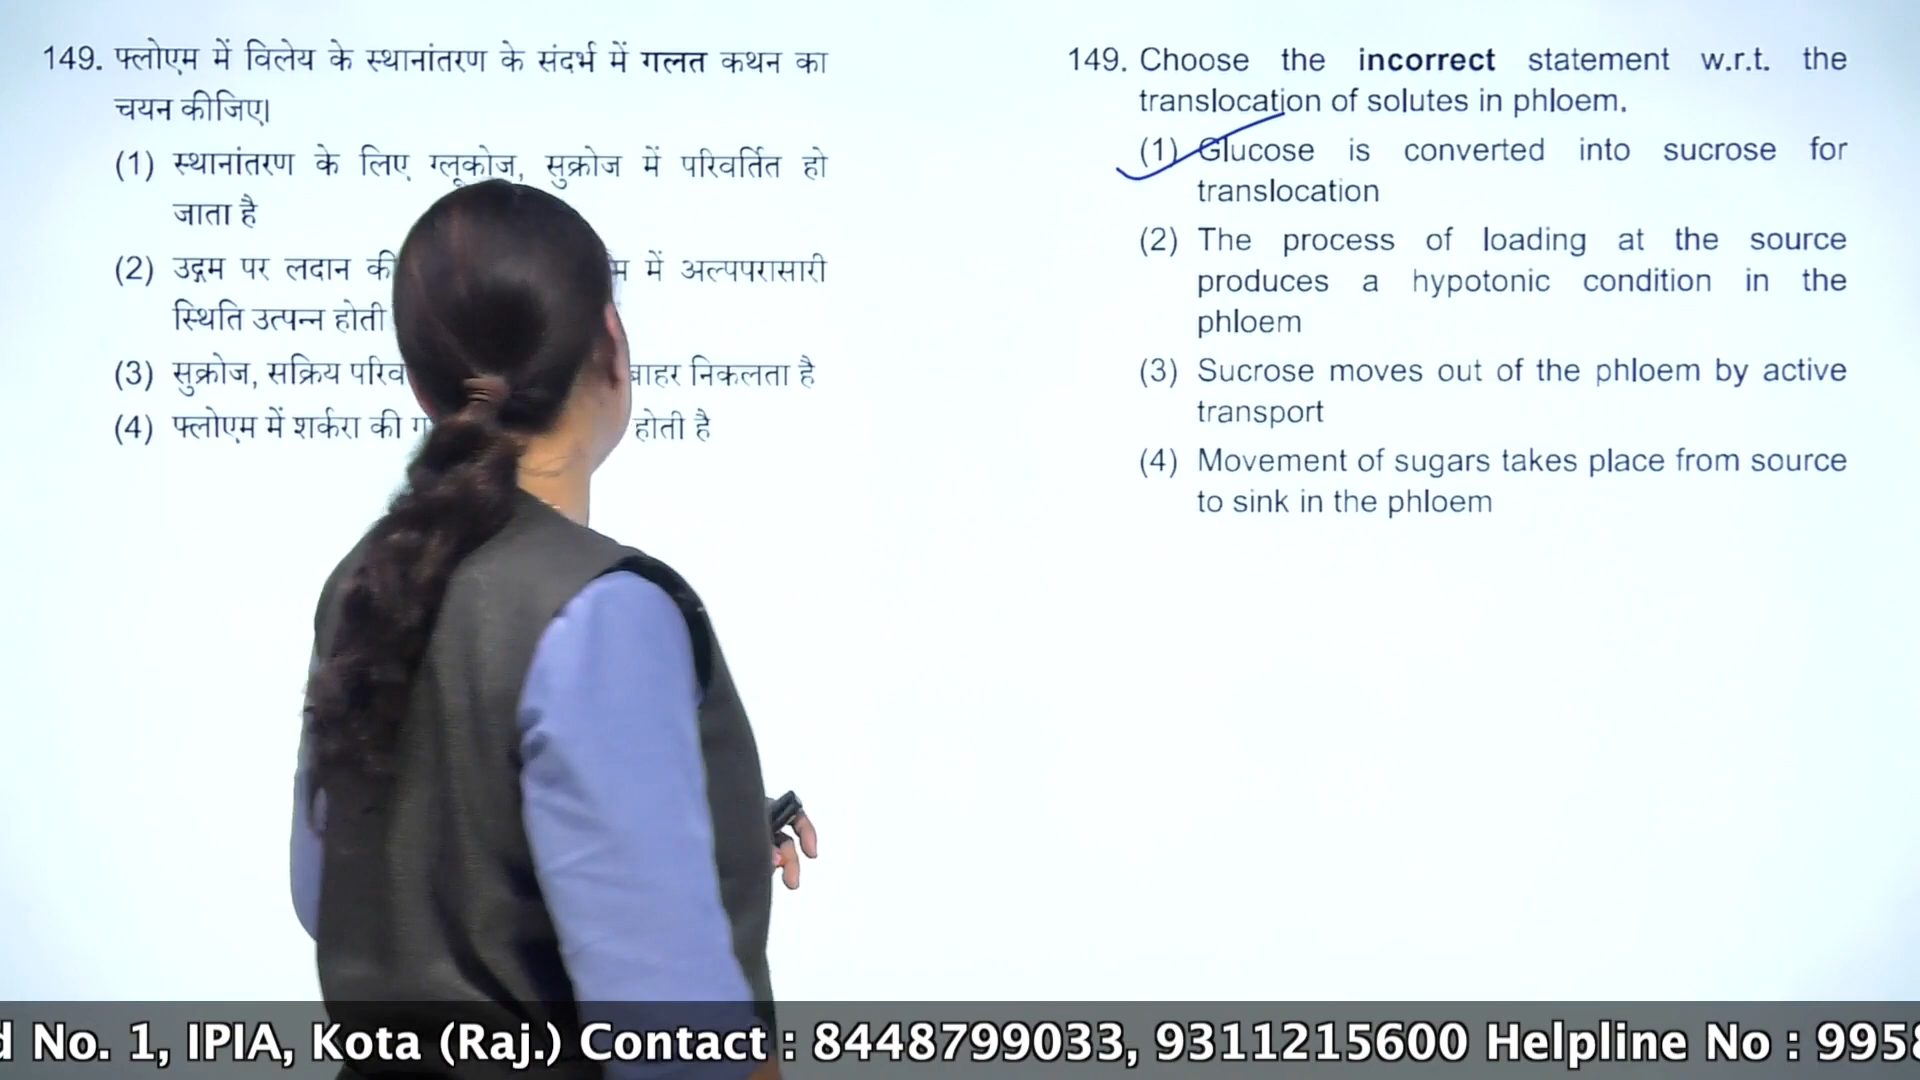 149. फ्लोएम में विलेय के स्थानांतरण के संदर्भ में गलत कथन का
चयन कीजिए।
(1) स्थानांतरण के लिए ग्लूकोज, सुक्रोज में परिवर्तित हो
जाता है
(2) उद्गम पर लदान की में अल्पपरासारी
स्थिति उत्पन्न होती
(3) सुक्रोज, सक्रिय बाहर निकलता है
(4) फ्लोएम में शर्करा की होती है
149. Choose the incorrect statement w.r.t. the
translocation of solutes in phloem.
(1) Glucose is converted into sucrose for
translocation
(2) The process of loading at the source
produces a hypotonic condition in the
phloem
(3) Sucrose moves out of the phloem by active
transport
(4) Movement of sugars takes place from source
to sink in the phloem
No. 1, IPIA, Kota (Raj.) Contact : 8448799033, 9311215600 Helpline No :